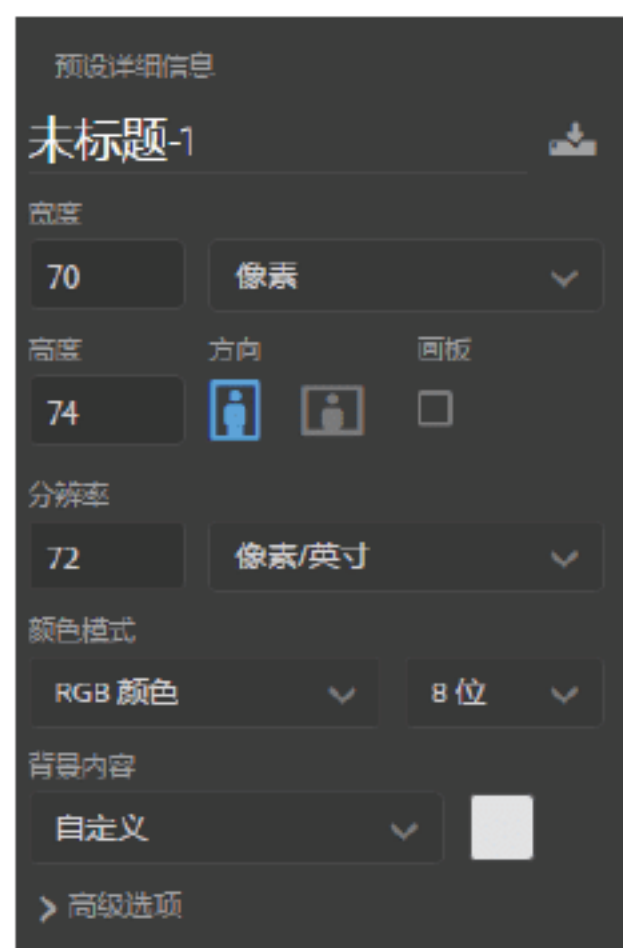 预设详细信息
未标题-1
宽度
70 像素
高度 方向 画板
74
分辨率
72 像素/英寸
颜色模式
RGB 颜色 8 位
背景内容
自定义
高级选项